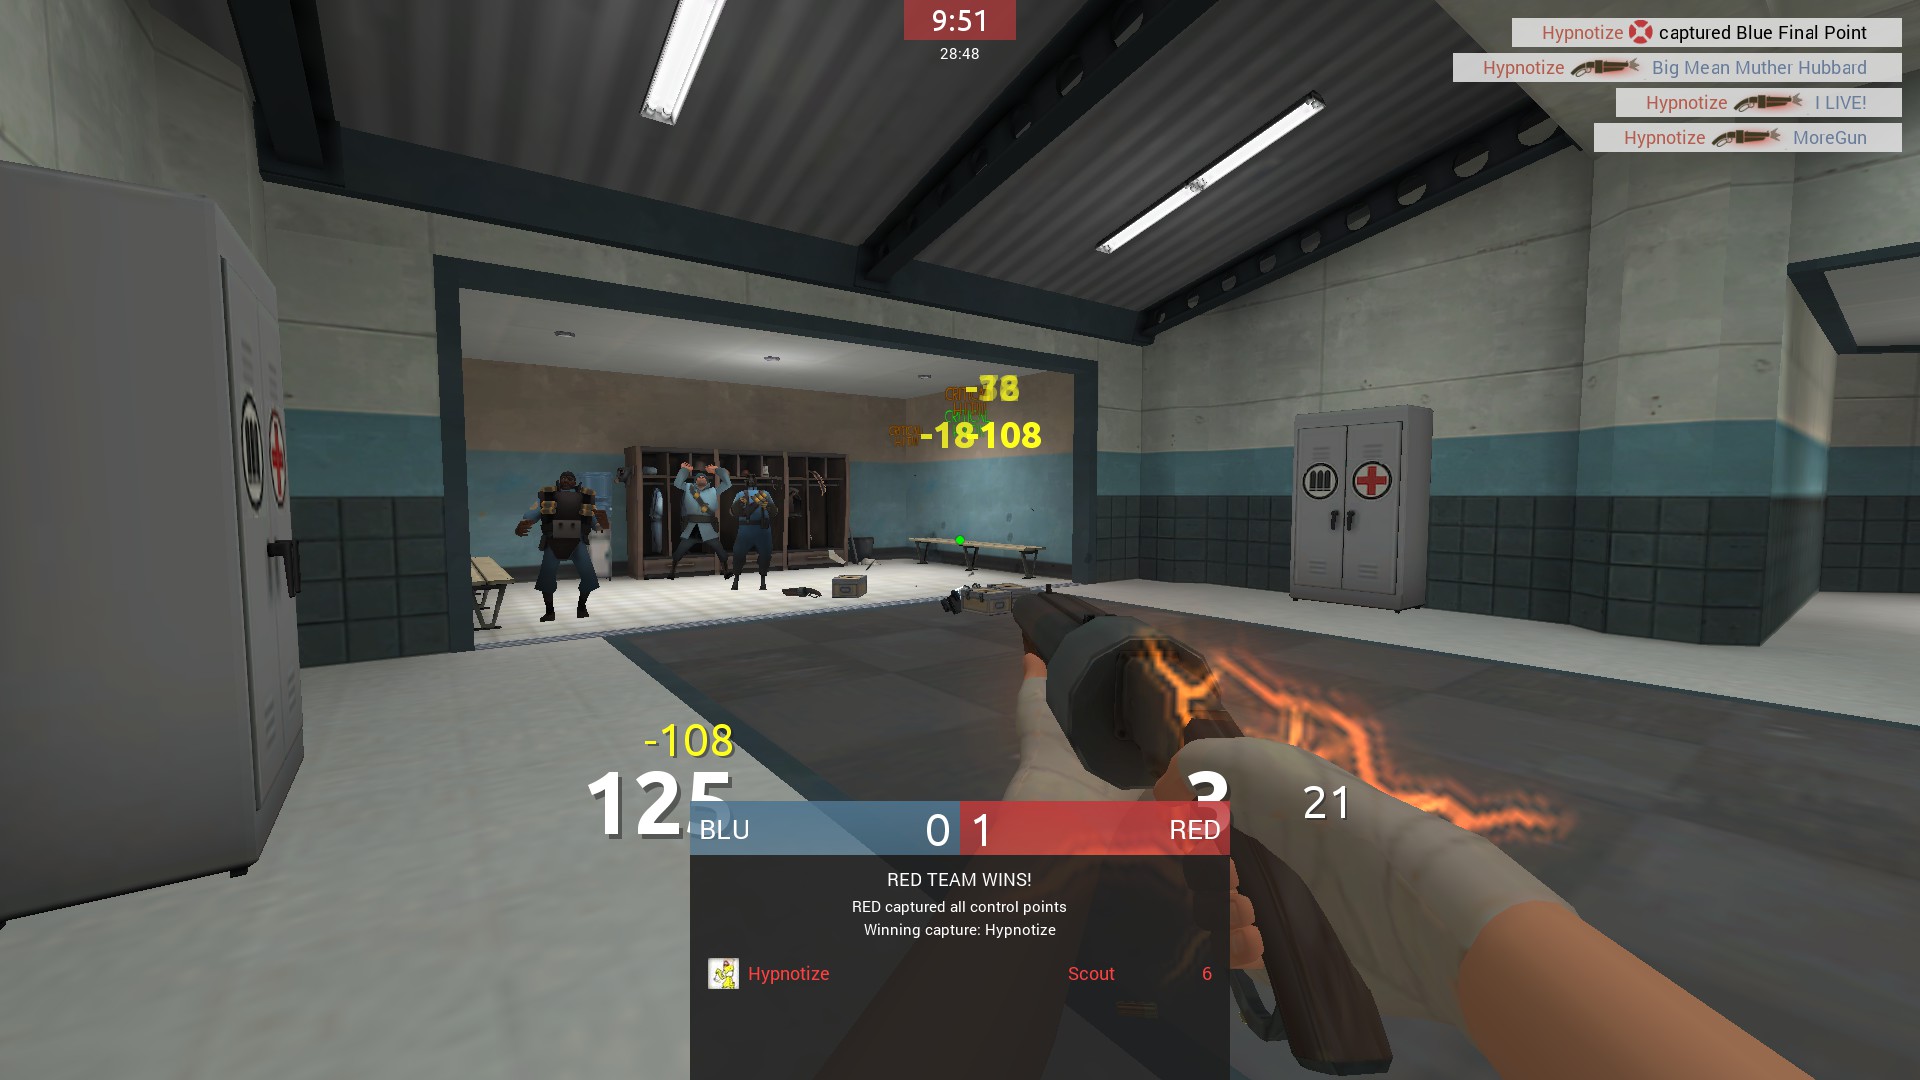 9:51
28:48
Hypnotize captured Blue Final Point
Hypnotize Big Mean Muther Hubbard
Hypnotize I LIVE!
Hypnotize MoreGun
-38
-18-108
-108
125
3
21
BLU 0 1 RED
RED TEAM WINS!
RED captured all control points
Winning capture: Hypnotize
Hypnotize Scout 6